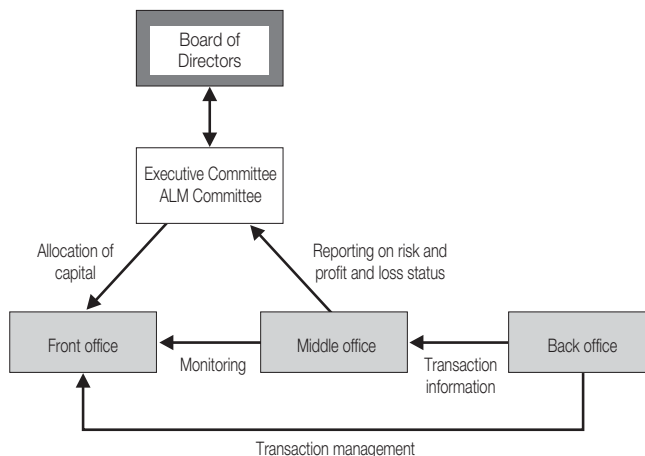 Board of
Directors
Executive Committee
ALM Committee
Allocation of
capital
Reporting on risk and
profit and loss status
Front office
Monitoring
Middle office
Transaction
information
Back office
Transaction management